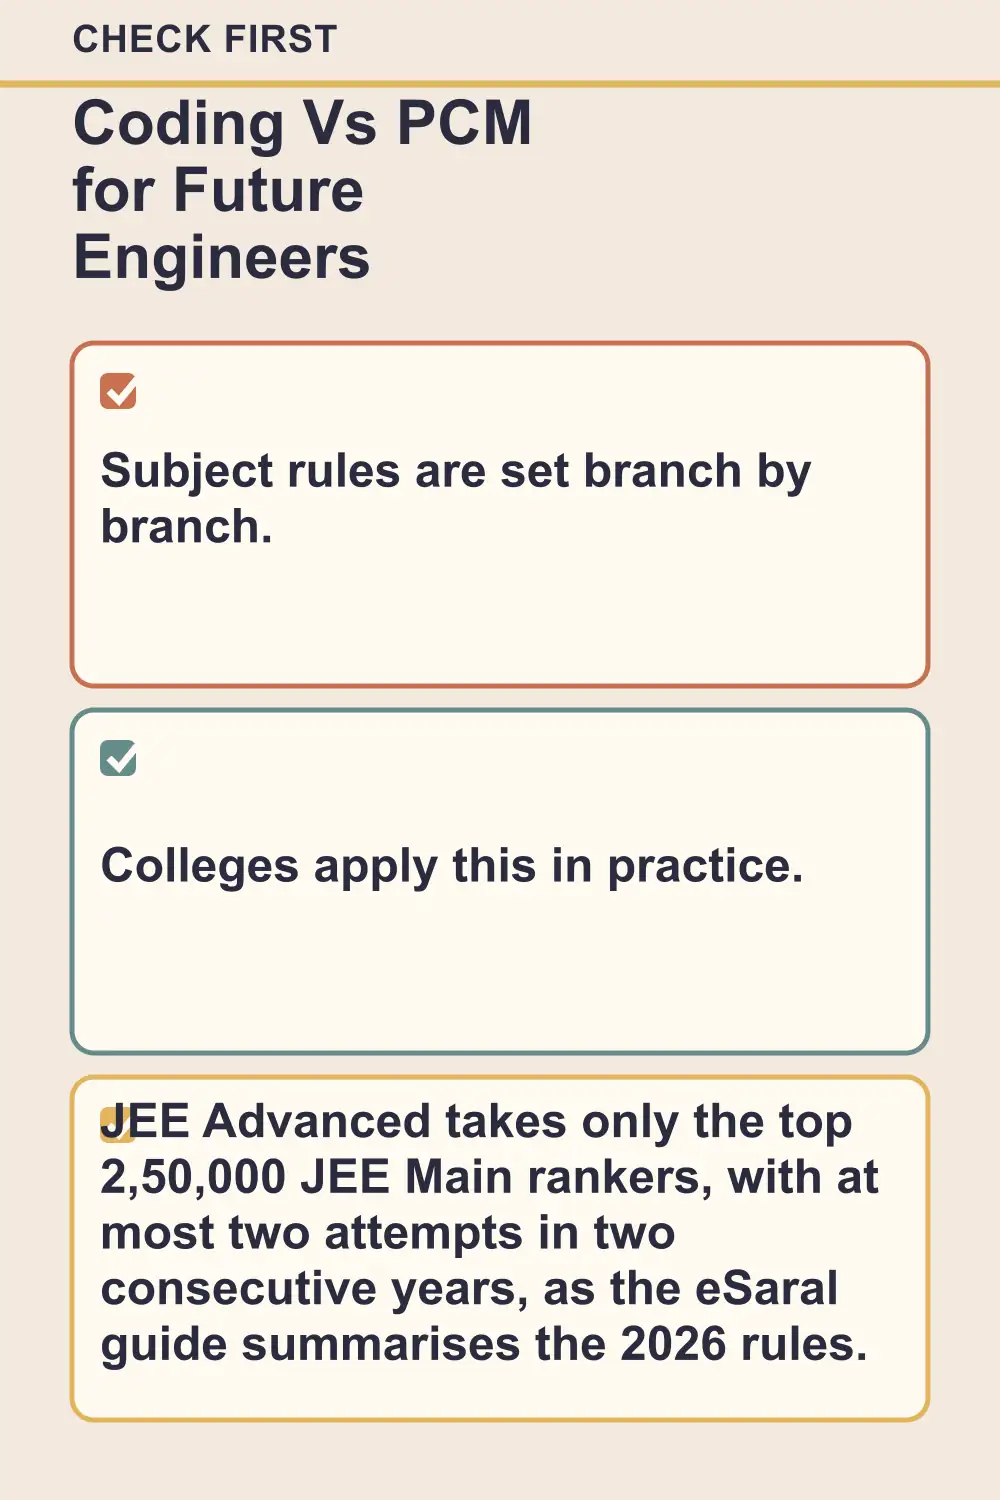 CHECK FIRST
Coding Vs PCM
for Future
Engineers
Subject rules are set branch by
branch.
Colleges apply this in practice.
JEE Advanced takes only the top
2,50,000 JEE Main rankers, with at
most two attempts in two
consecutive years, as the eSaral
guide summarises the 2026 rules.